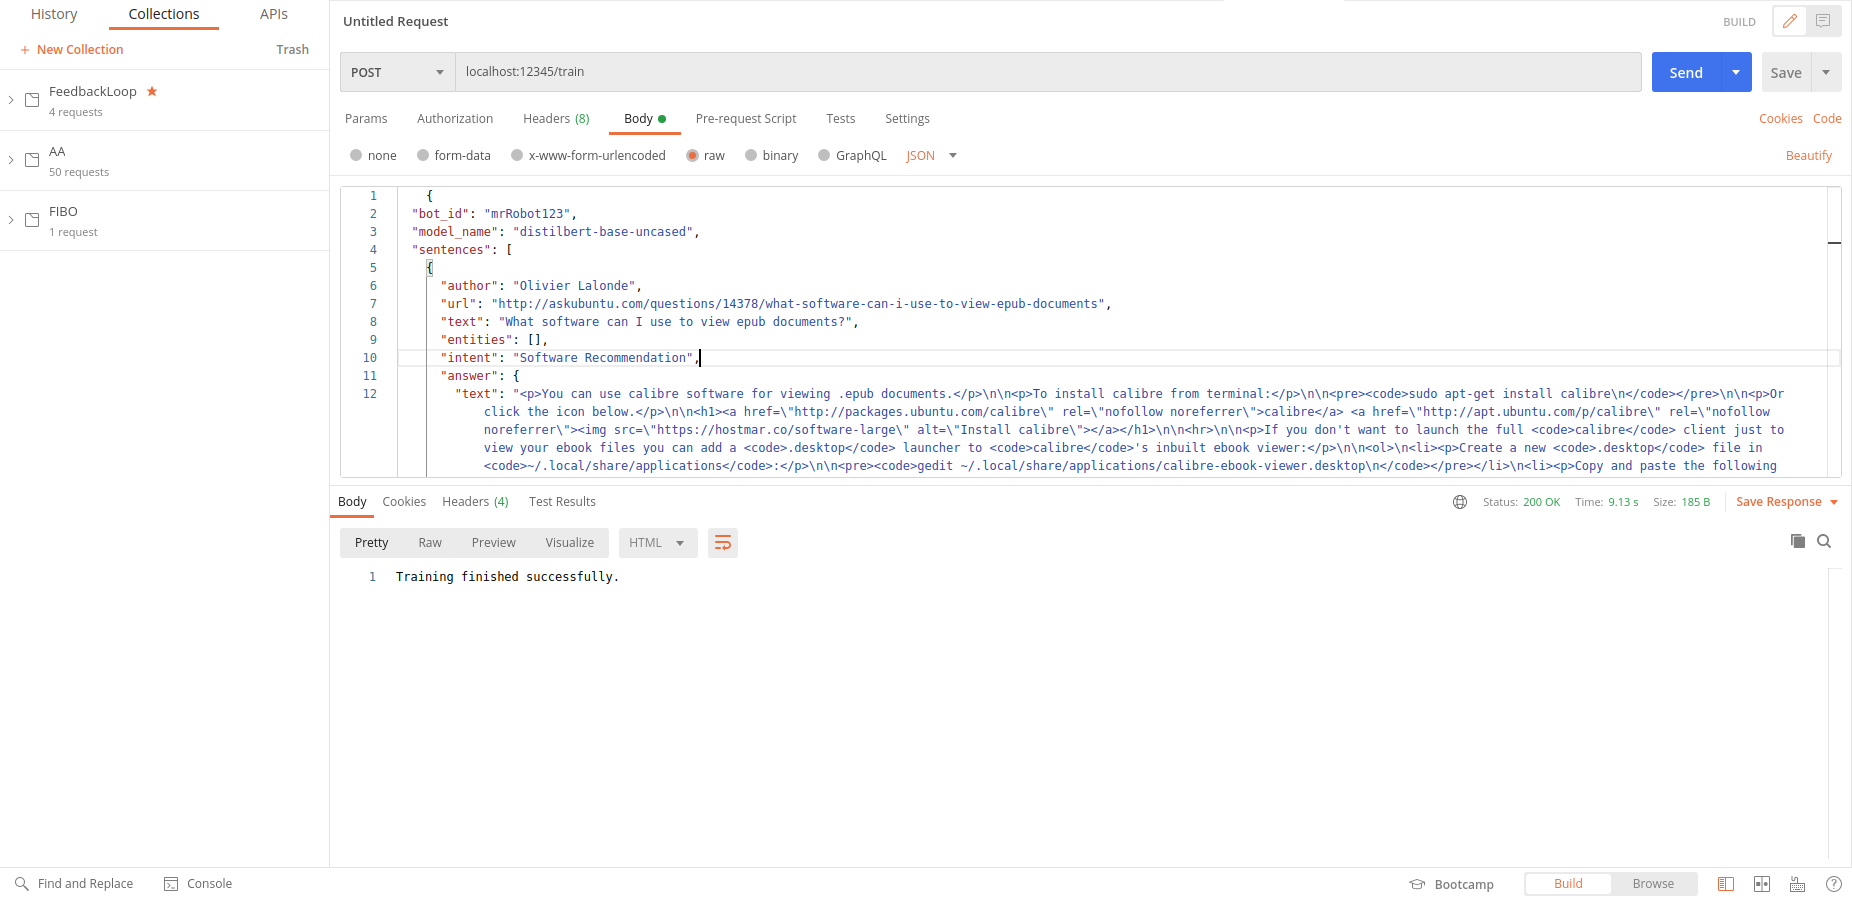 History Collections APIs
+ New Collection Trash
FeedbackLoop ★
4 requests
AA
50 requests
FIBO
1 request
Untitled Request BUILD
POST localhost:12345/train Send Save
Params Authorization Headers (8) Body Pre-request Script Tests Settings Cookies Code
none form-data x-www-form-urlencoded raw binary GraphQL JSON Beautify
1 {
2 "bot_id": "mrRobot123",
3 "model_name": "distilbert-base-uncased",
4 "sentences": [
5 {
6 "author": "Olivier Lalonde",
7 "url": "http://askubuntu.com/questions/14378/what-software-can-i-use-to-view-epub-documents",
8 "text": "What software can I use to view epub documents?",
9 "entities": [],
10 "intent": "Software Recommendation",
11 "answer": {
12 "text": "<p>You can use calibre software for viewing .epub documents.</p>\n\n<p>To install calibre from terminal:</p>\n\n<pre><code>sudo apt-get install calibre\n</code></pre>\n\n<p>Or
click the icon below.</p>\n\n<h1><a href=\"http://packages.ubuntu.com/calibre\" rel=\"nofollow noreferrer\">calibre</a> <a href=\"http://apt.ubuntu.com/p/calibre\" rel=\"nofollow
noreferrer\"><img src=\"https://hostmar.co/software-large\" alt=\"Install calibre\"></a></h1>\n\n<hr>\n\n<p>If you don't want to launch the full <code>calibre</code> client just to
view your ebook files you can add a <code>.desktop</code> launcher to <code>calibre</code>'s inbuilt ebook viewer:</p>\n\n<ol>\n<li><p>Create a new <code>.desktop</code> file in
<code>~/.local/share/applications</code>:</p>\n\n<pre><code>gedit ~/.local/share/applications/calibre-ebook-viewer.desktop\n</code></pre></li>\n<li><p>Copy and paste the following
Body Cookies Headers (4) Test Results Status: 200 OK Time: 9.13 s Size: 185 B Save Response
Pretty Raw Preview Visualize HTML
1 Training finished successfully.
Find and Replace Console Bootcamp Build Browse